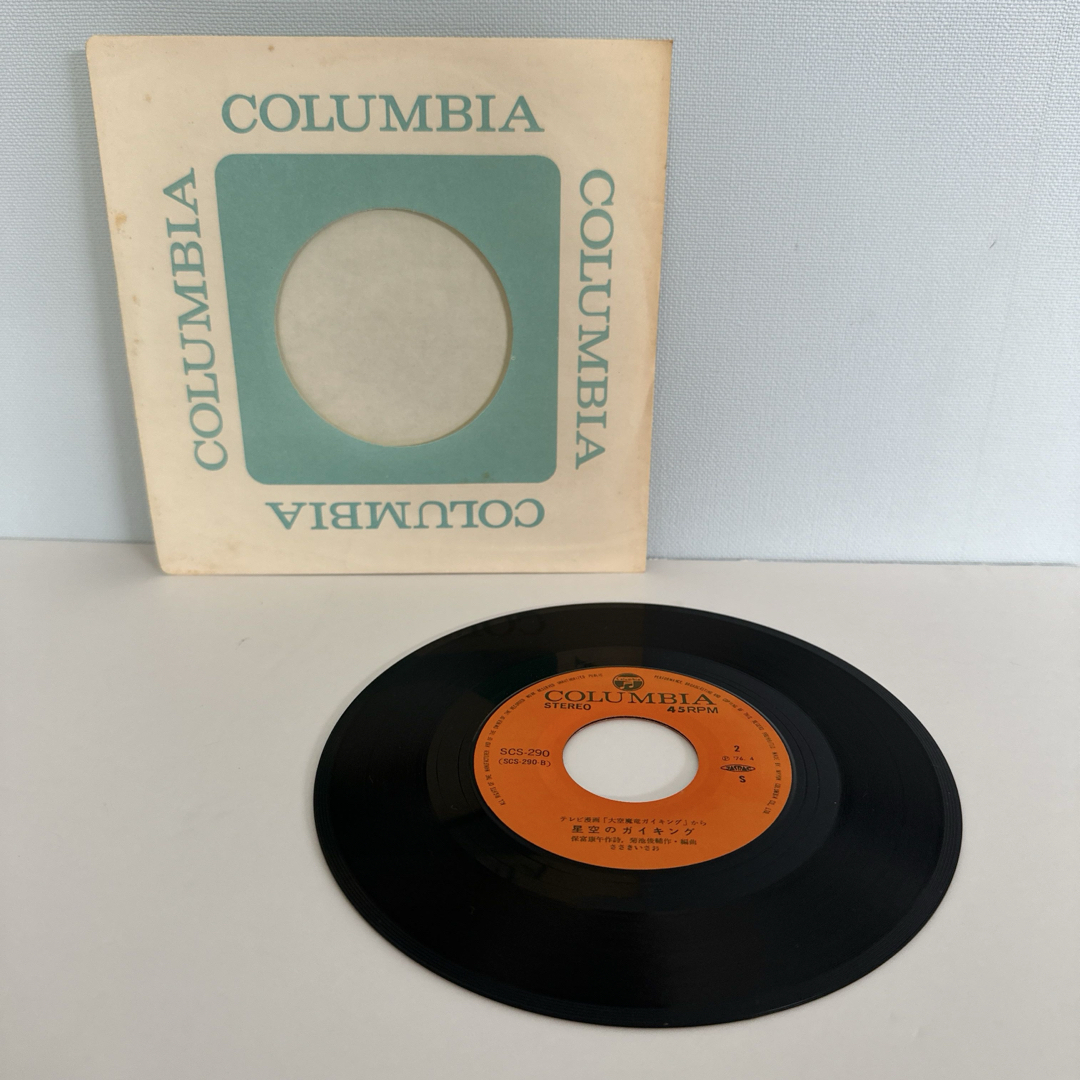 COLUMBIA
COLUMBIA
COLUMBIA
COLUMBIA
COLUMBIA
STEREO
45RPM
SCS-290
(SCS-290-B)
2
S
テレビ漫画「大空魔竜ガイキング」から
星空のガイキング
保富康午作詩、菊池俊輔作・編曲
ささきいさお